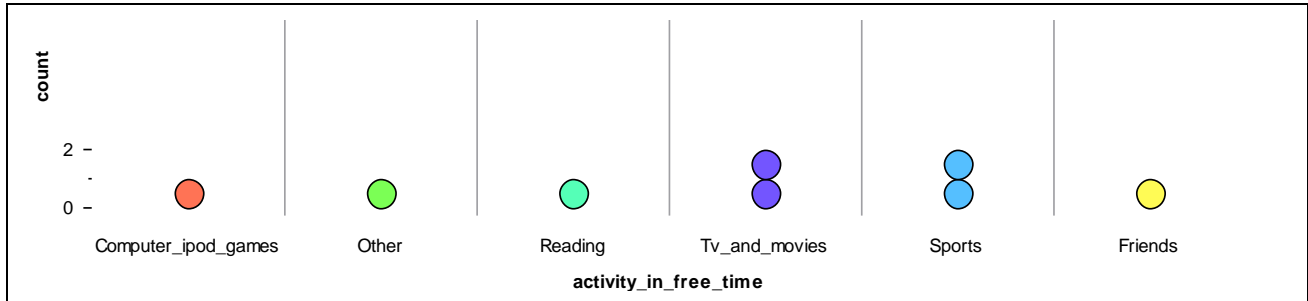 count
2
0
Computer_ipod_games Other Reading Tv_and_movies Sports Friends
activity_in_free_time